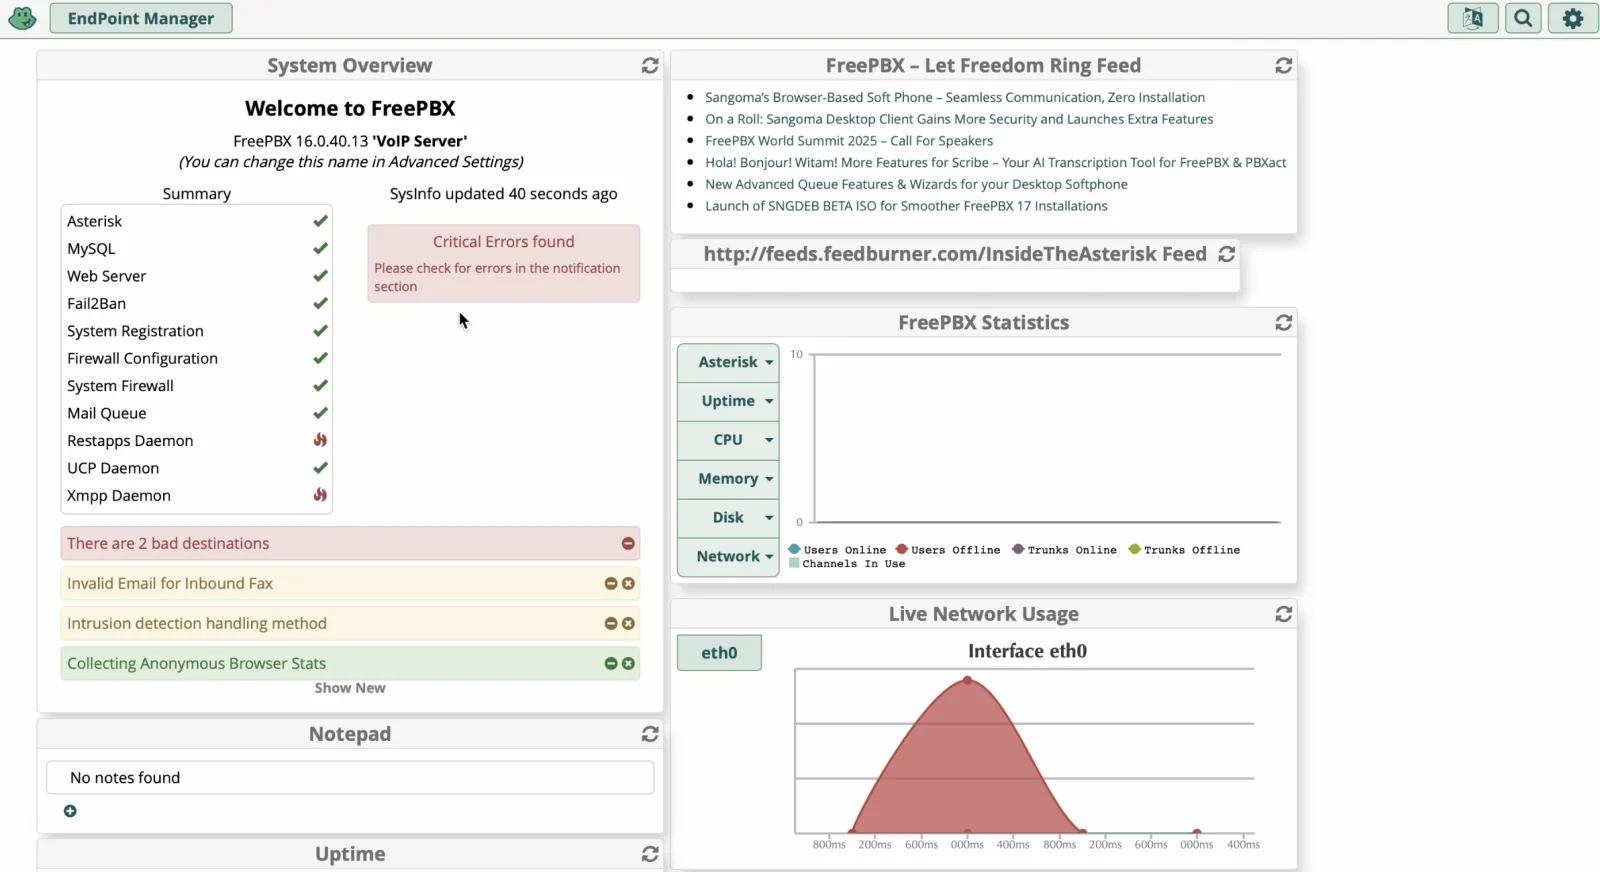 EndPoint Manager
System Overview
Welcome to FreePBX
FreePBX 16.0.40.13 'VoIP Server'
(You can change this name in Advanced Settings)
Summary
SysInfo updated 40 seconds ago
Asterisk
MySQL
Web Server
Fail2Ban
System Registration
Firewall Configuration
System Firewall
Mail Queue
Restapps Daemon
UCP Daemon
Xmpp Daemon
Critical Errors found
Please check for errors in the notification
section
There are 2 bad destinations
Invalid Email for Inbound Fax
Intrusion detection handling method
Collecting Anonymous Browser Stats
Show New
Notepad
No notes found
Uptime
FreePBX – Let Freedom Ring Feed
Sangoma's Browser-Based Soft Phone – Seamless Communication, Zero Installation
On a Roll: Sangoma Desktop Client Gains More Security and Launches Extra Features
FreePBX World Summit 2025 – Call For Speakers
Hola! Bonjour! Witam! More Features for Scribe – Your AI Transcription Tool for FreePBX & PBXact
New Advanced Queue Features & Wizards for your Desktop Softphone
Launch of SNGDEB BETA ISO for Smoother FreePBX 17 Installations
http://feeds.feedburner.com/InsideTheAsterisk Feed
FreePBX Statistics
Asterisk
Uptime
CPU
Memory
Disk
Network
10
0
Users Online Users Offline Trunks Online Trunks Offline
Channels In Use
Live Network Usage
eth0
Interface eth0
800ms 200ms 600ms 000ms 400ms 800ms 200ms 600ms 000ms 400ms